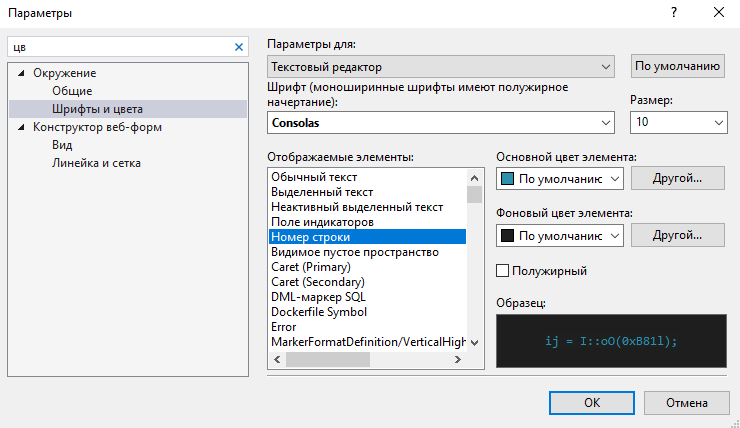 Параметры
?
цв
Окружение
Общие
Шрифты и цвета
Конструктор веб-форм
Вид
Линейка и сетка
Параметры для:
Текстовый редактор
По умолчанию
Шрифт (моноширинные шрифты имеют полужирное
начертание):
Размер:
Consolas
10
Отображаемые элементы:
Обычный текст
Выделенный текст
Неактивный выделенный текст
Поле индикаторов
Номер строки
Видимое пустое пространство
Caret (Primary)
Caret (Secondary)
DML-маркер SQL
Dockerfile Symbol
Error
MarkerFormatDefinition/VerticalHigh
Основной цвет элемента:
По умолчанию
Другой...
Фоновый цвет элемента:
По умолчанию
Другой...
Полужирный
Образец:
ij = I::oO(0xB81l);
ОК
Отмена